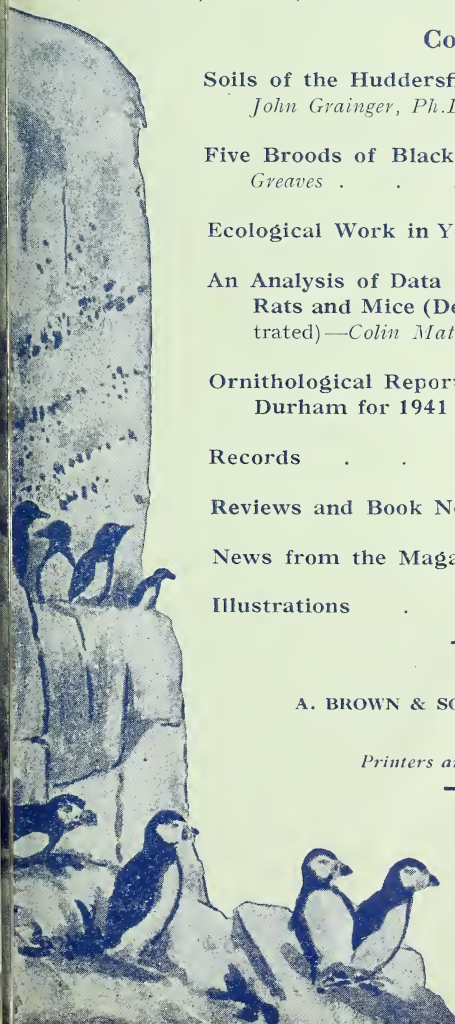 Co
Soils of the Huddersf
John Grainger, Ph.D
Five Broods of Black
Greaves . . .
Ecological Work in Y
An Analysis of Data
Rats and Mice (De
trated)—Colin Mat
Ornithological Repor
Durham for 1941
Records . .
Reviews and Book N
News from the Maga
Illustrations .
A. BROWN & SO
Printers a